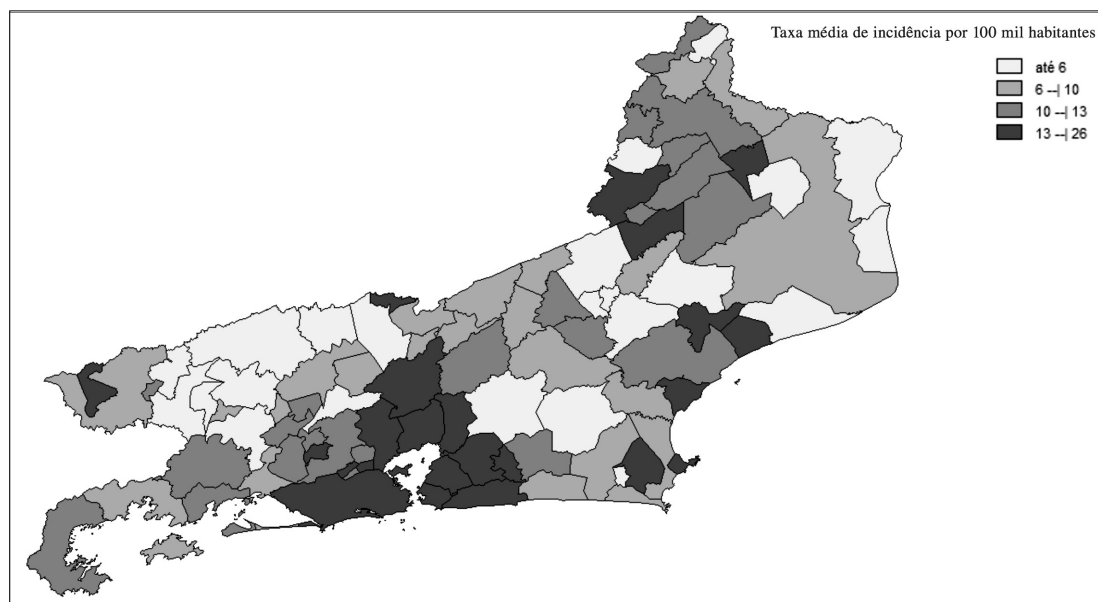 Taxa média de incidência por 100 mil habitantes
até 6
6 --| 10
10 --| 13
13 --| 26